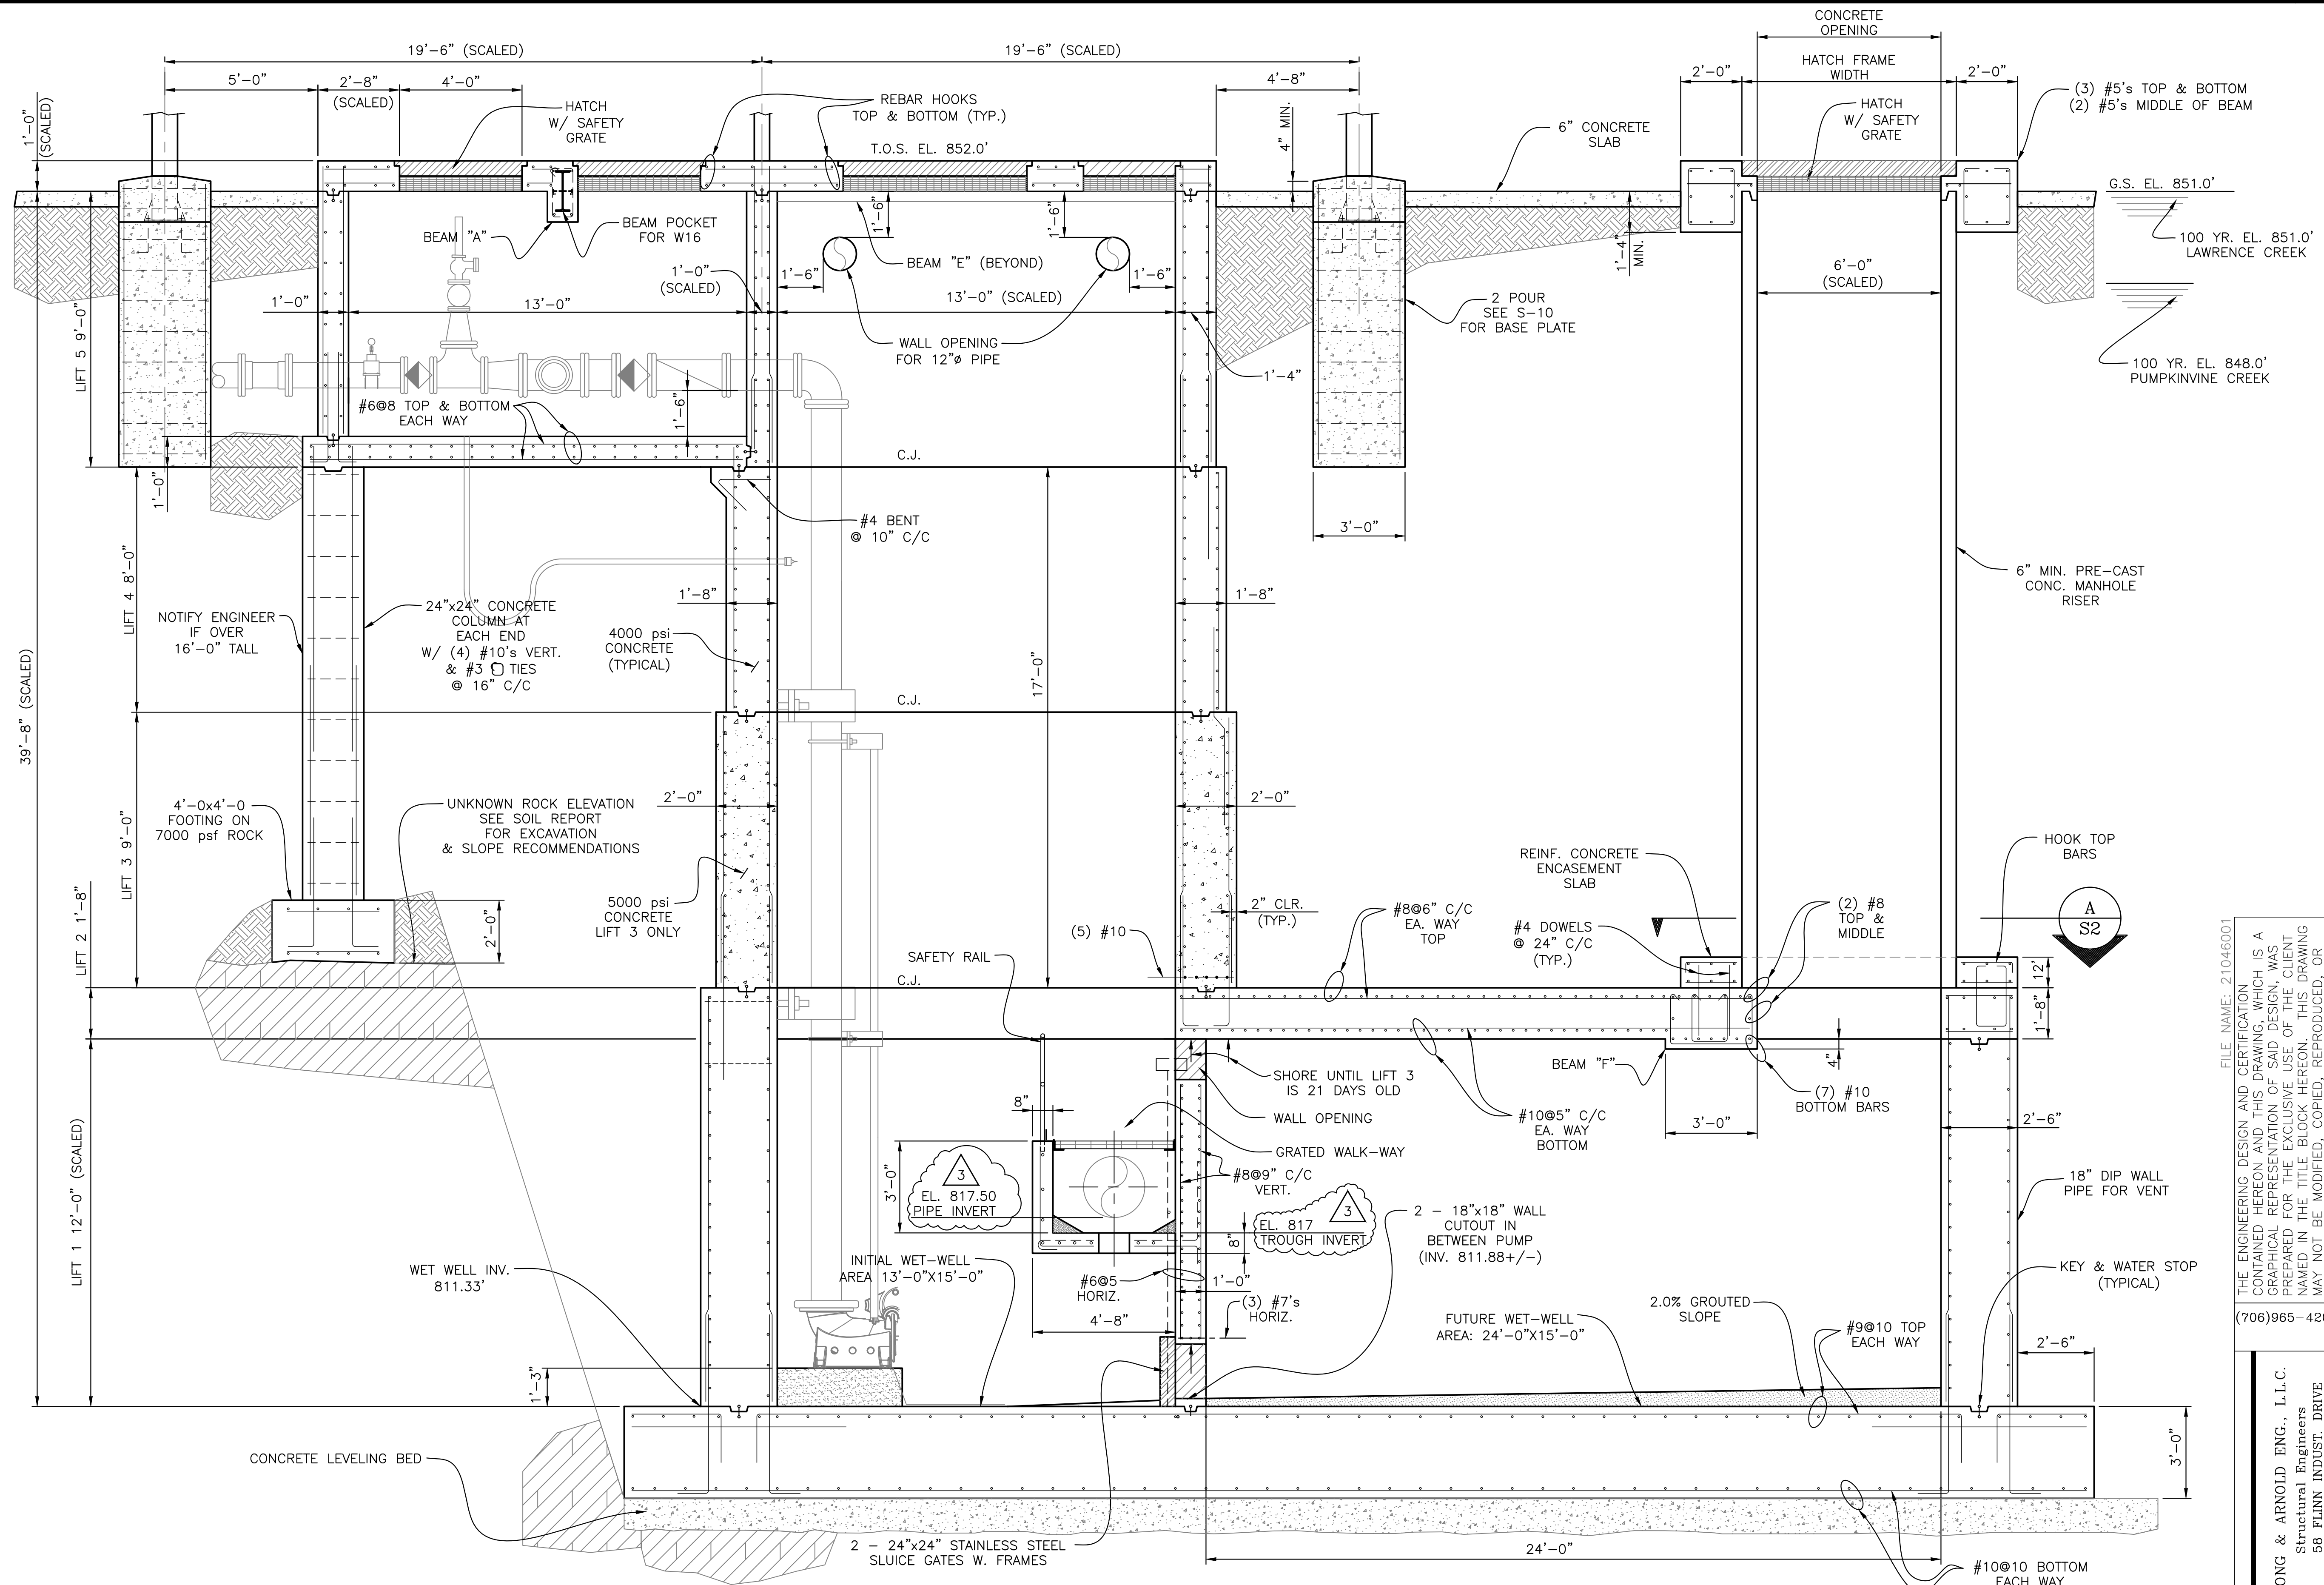 19'-6" (SCALED)
19'-6" (SCALED)
5'-0"
2'-8"
(SCALED)
4'-0"
4'-8"
1'-0"
(SCALED)
HATCH
W/ SAFETY
GRATE
REBAR HOOKS
TOP & BOTTOM (TYP.)
T.O.S. EL. 852.0'
4" MIN.
6" CONCRETE
SLAB
CONCRETE
OPENING
HATCH FRAME
WIDTH
2'-0"
2'-0"
HATCH
W/ SAFETY
GRATE
(3) #5's TOP & BOTTOM
(2) #5's MIDDLE OF BEAM
G.S. EL. 851.0'
100 YR. EL. 851.0'
LAWRENCE CREEK
100 YR. EL. 848.0'
PUMPKINVINE CREEK
BEAM "A"
BEAM POCKET
FOR W16
1'-6"
1'-6"
1'-0"
(SCALED)
BEAM "E" (BEYOND)
1'-6"
1'-6"
1'-0"
13'-0"
13'-0" (SCALED)
1'-4"
MIN.
6'-0"
(SCALED)
2 POUR
SEE S-10
FOR BASE PLATE
WALL OPENING
FOR 12"ø PIPE
1'-4"
LIFT 5 9'-0"
#6@8 TOP & BOTTOM
EACH WAY
1'-6"
C.J.
1'-0"
#4 BENT
@ 10" C/C
3'-0"
LIFT 4 8'-0"
6" MIN. PRE-CAST
CONC. MANHOLE
RISER
NOTIFY ENGINEER
IF OVER
16'-0" TALL
24"x24" CONCRETE
COLUMN AT
EACH END
W/ (4) #10's VERT.
& #3 TIES
@ 16" C/C
1'-8"
1'-8"
4000 psi
CONCRETE
(TYPICAL)
17'-0"
C.J.
39'-8" (SCALED)
LIFT 3 9'-0"
4'-0x4'-0
FOOTING ON
7000 psf ROCK
UNKNOWN ROCK ELEVATION
SEE SOIL REPORT
FOR EXCAVATION
& SLOPE RECOMMENDATIONS
2'-0"
2'-0"
5000 psi
CONCRETE
LIFT 3 ONLY
2'-0"
LIFT 2 1'-8"
SAFETY RAIL
C.J.
(5) #10
2" CLR.
(TYP.)
#8@6" C/C
EA. WAY
TOP
REINF. CONCRETE
ENCASEMENT
SLAB
#4 DOWELS
@ 24" C/C
(TYP.)
(2) #8
TOP &
MIDDLE
HOOK TOP
BARS
A
S2
12'
1'-8"
SHORE UNTIL LIFT 3
IS 21 DAYS OLD
WALL OPENING
GRATED WALK-WAY
#10@5" C/C
EA. WAY
BOTTOM
BEAM "F"
4"
(7) #10
BOTTOM BARS
3'-0"
2'-6"
LIFT 1 12'-0" (SCALED)
8"
3'-0"
3
EL. 817.50
PIPE INVERT
#8@9" C/C
VERT.
3
EL. 817
TROUGH INVERT
8"
2 - 18"x18" WALL
CUTOUT IN
BETWEEN PUMP
(INV. 811.88+/-)
18" DIP WALL
PIPE FOR VENT
WET WELL INV.
811.33'
INITIAL WET-WELL
AREA 13'-0"X15'-0"
#6@5
HORIZ.
1'-0"
(3) #7's
HORIZ.
4'-8"
KEY & WATER STOP
(TYPICAL)
FUTURE WET-WELL
AREA: 24'-0"X15'-0"
2.0% GROUTED
SLOPE
#9@10 TOP
EACH WAY
2'-6"
1'-3"
3'-0"
CONCRETE LEVELING BED
2 - 24"x24" STAINLESS STEEL
SLUICE GATES W. FRAMES
24'-0"
#10@10 BOTTOM
EACH WAY
FILE NAME: 21046001
THE ENGINEERING DESIGN AND CERTIFICATION
CONTAINED HEREON AND THIS DRAWING, WHICH IS A
GRAPHICAL REPRESENTATION OF SAID DESIGN, WAS
PREPARED FOR THE EXCLUSIVE USE OF THE CLIENT
NAMED IN THE TITLE BLOCK HEREON. THIS DRAWING
MAY NOT BE MODIFIED, COPIED, REPRODUCED, OR
(706)965-42
& ARNOLD ENG., L.L.C.
Structural Engineers
58 FLINN INDUST. DRIVE